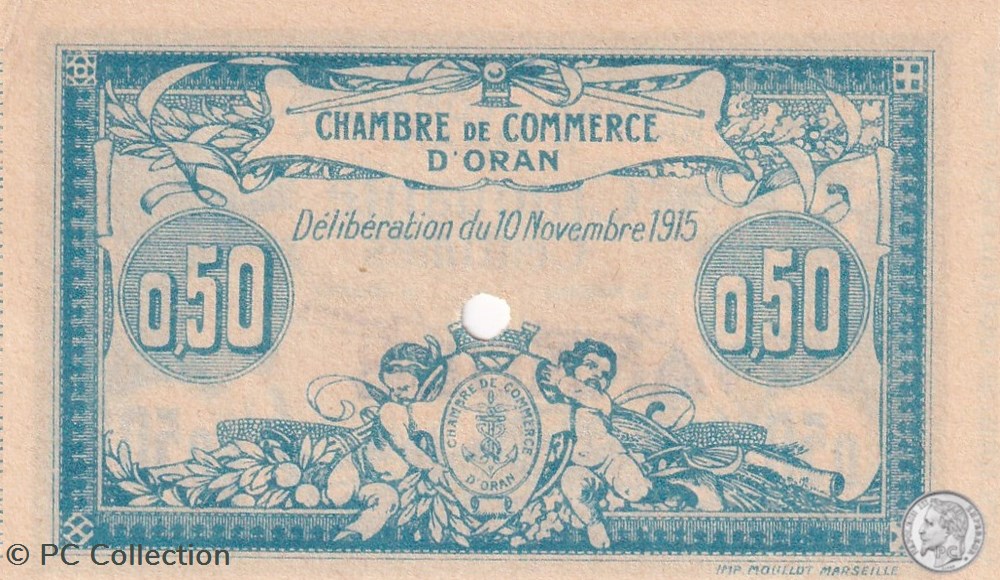 CHAMBRE DE COMMERCE
D'ORAN
Délibération du 10 Novembre 1915
0,50
0,50
CHAMBRE DE COMMERCE
D'ORAN
© PC Collection
PC
IMP. MOULLOT MARSEILLE